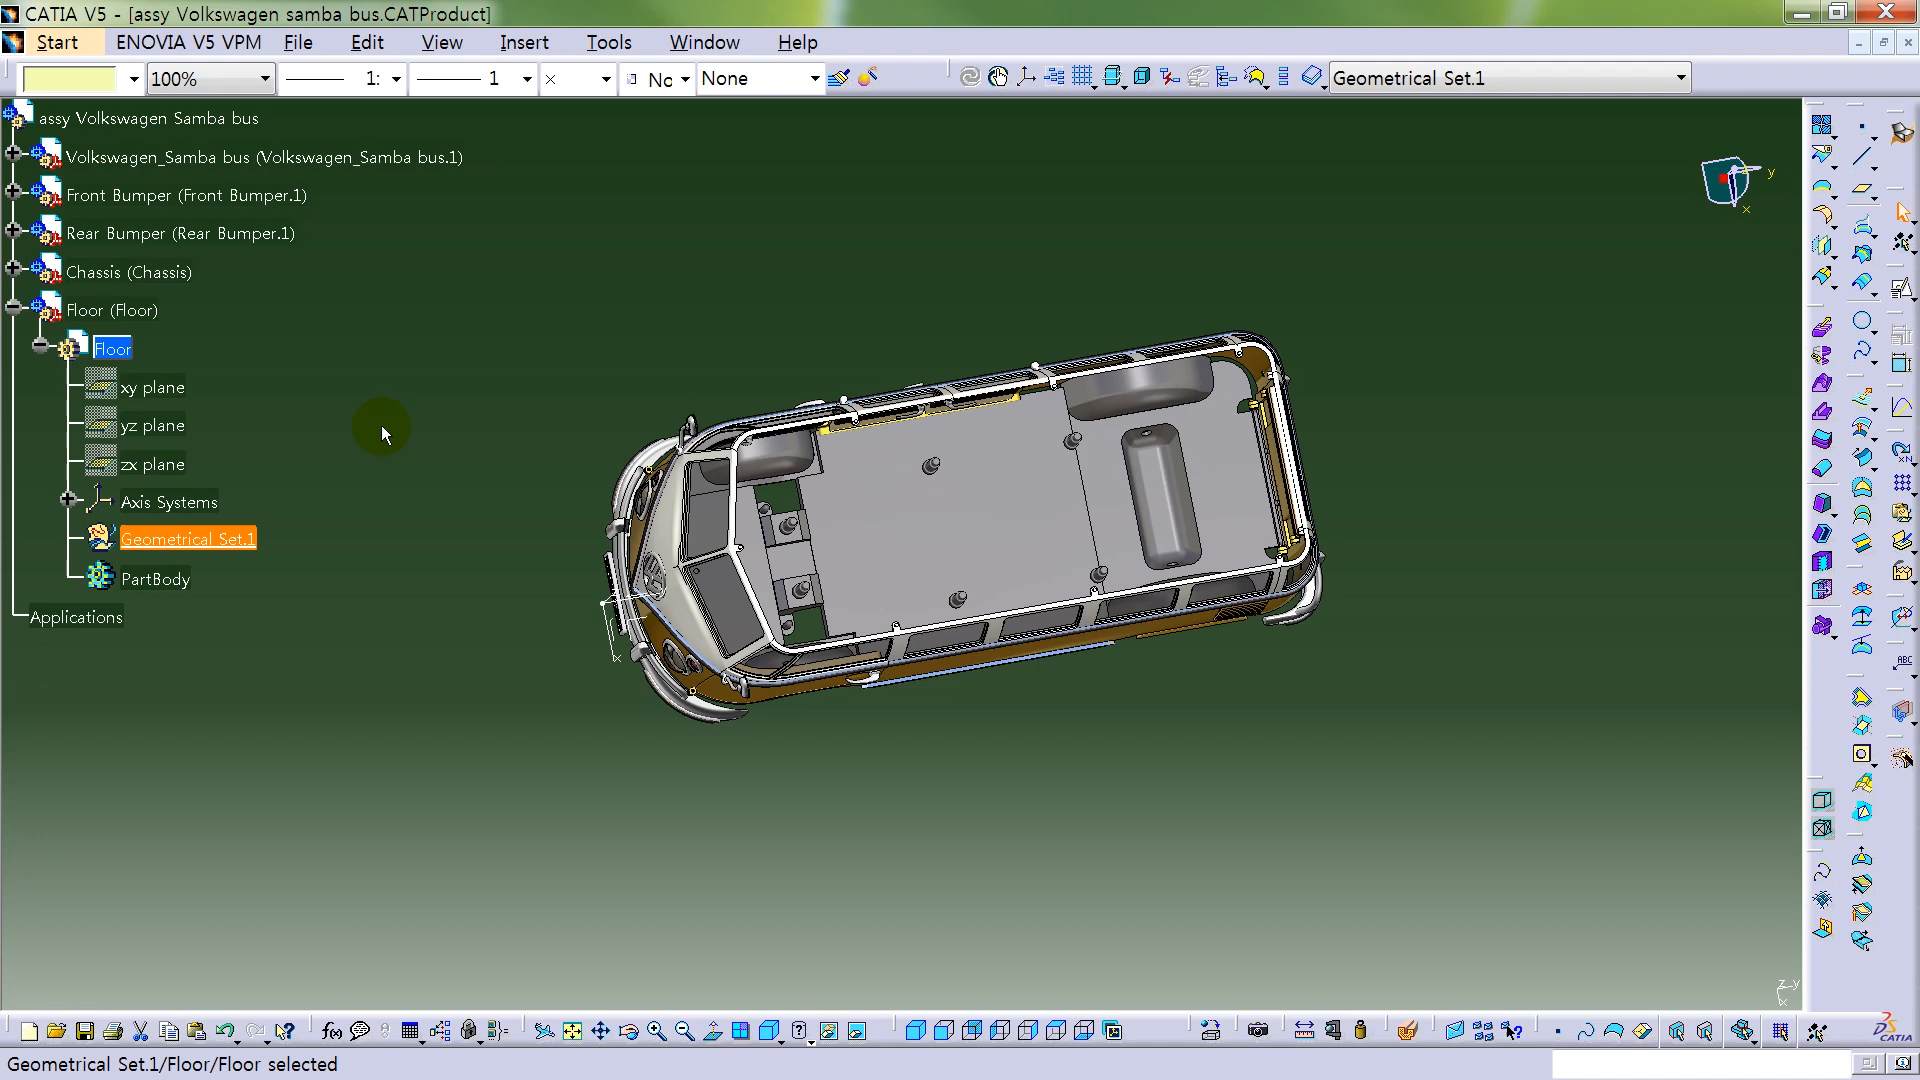 CATIA V5 - [assy Volkswagen samba bus.CATProduct]
Start ENOVIA V5 VPM File Edit View Insert Tools Window Help
100% 1: 1 No None Geometrical Set.1
assy Volkswagen Samba bus
Volkswagen_Samba bus (Volkswagen_Samba bus.1)
Front Bumper (Front Bumper.1)
Rear Bumper (Rear Bumper.1)
Chassis (Chassis)
Floor (Floor)
Floor
xy plane
yz plane
zx plane
Axis Systems
Geometrical Set.1
PartBody
Applications
y
x
x
z y
x
ABC
f(x)
CATIA
Geometrical Set.1/Floor/Floor selected